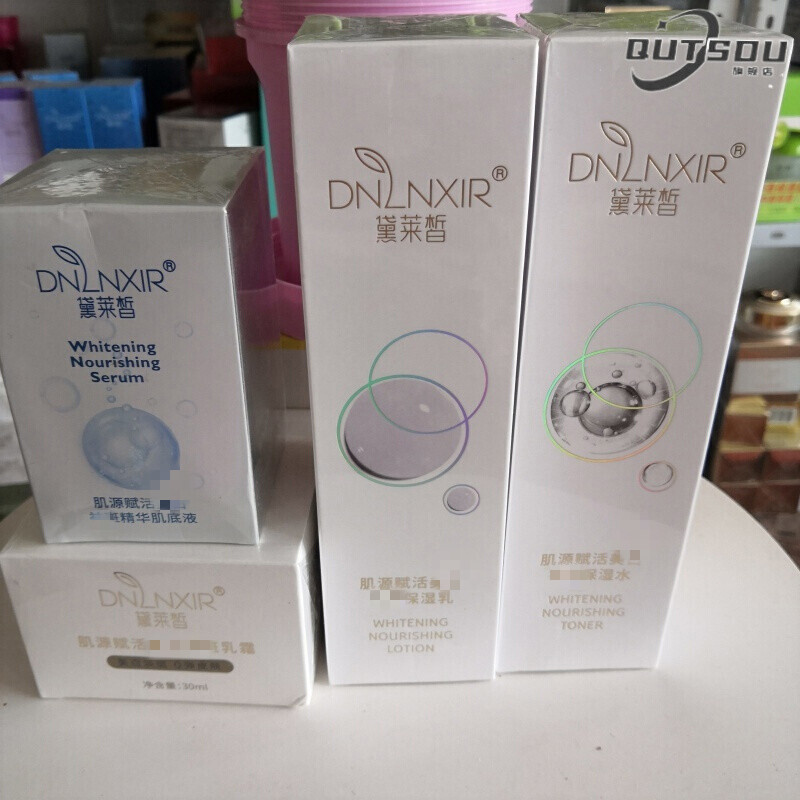 QUTSOU
旗舰店
DNLNXIR®
黛莱皙
Whitening
Nourishing
Serum
肌源赋活
精华肌底液
DNLNXIR®
黛莱皙
肌源赋活 乳霜
净含量:30ml
DNLNXIR®
黛莱皙
肌源赋活
保湿乳
WHITENING
NOURISHING
LOTION
DNLNXIR®
黛莱皙
肌源赋活
保湿水
WHITENING
NOURISHING
TONER